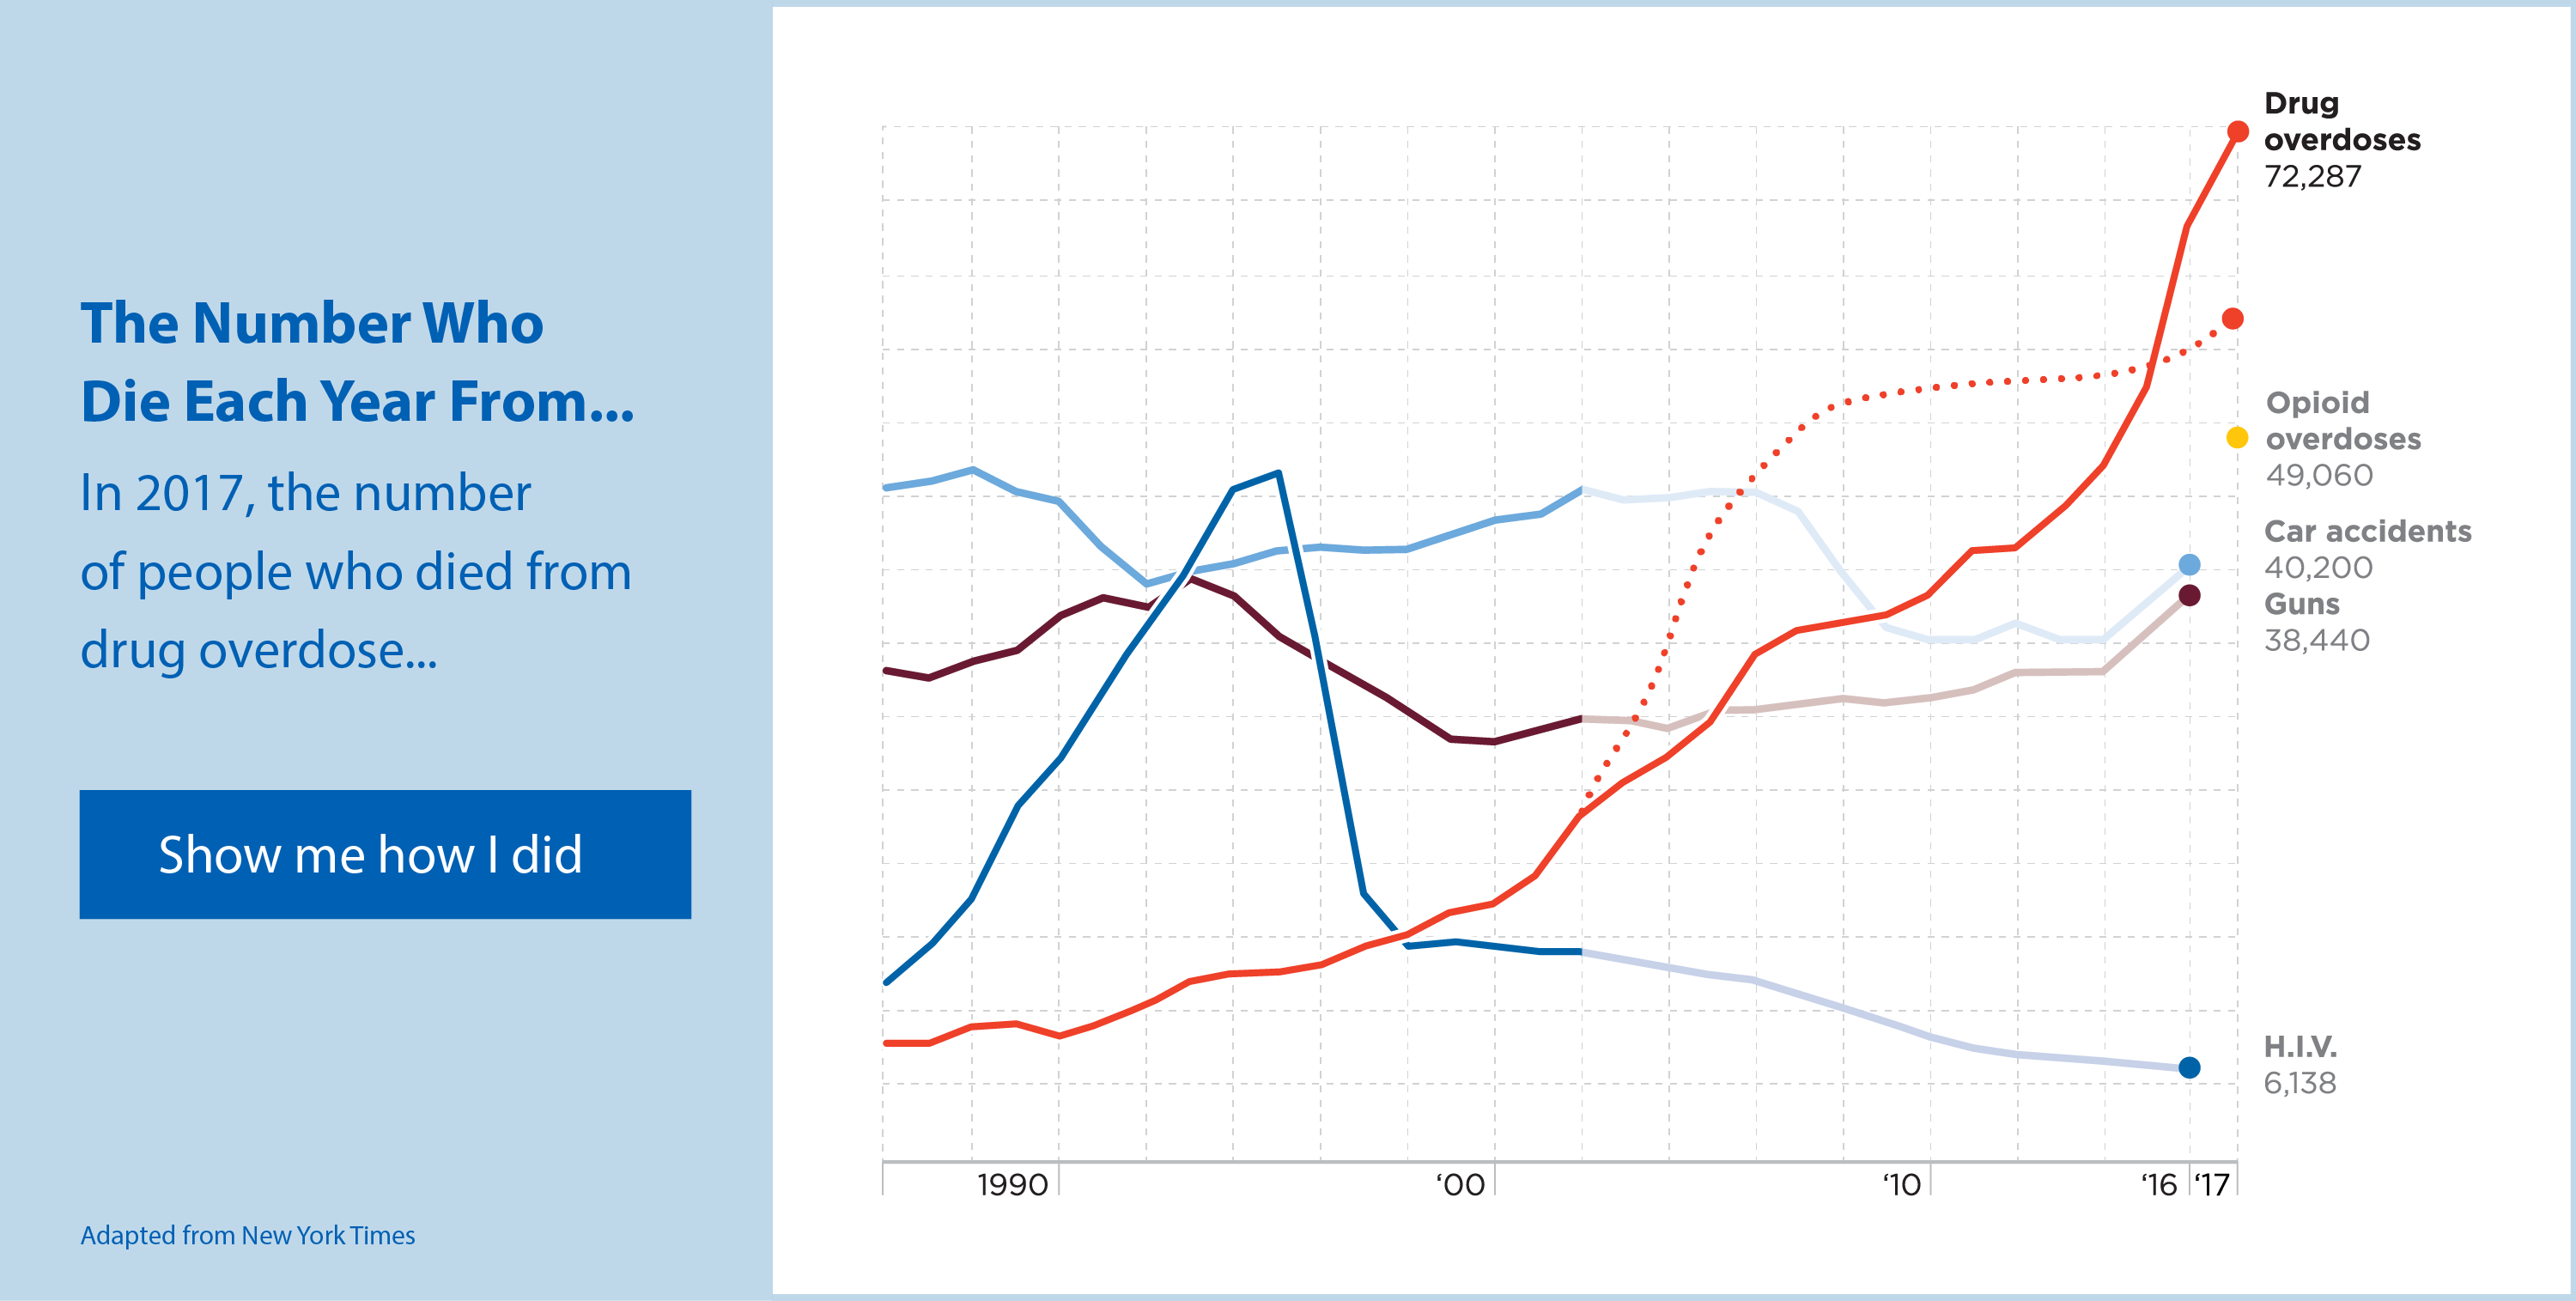 The Number Who
Die Each Year From...
In 2017, the number
of people who died from
drug overdose...
Show me how I did
Adapted from New York Times
Drug
overdoses
72,287
Opioid
overdoses
49,060
Car accidents
40,200
Guns
38,440
H.I.V.
6,138
1990
‘00
‘10
‘16
‘17